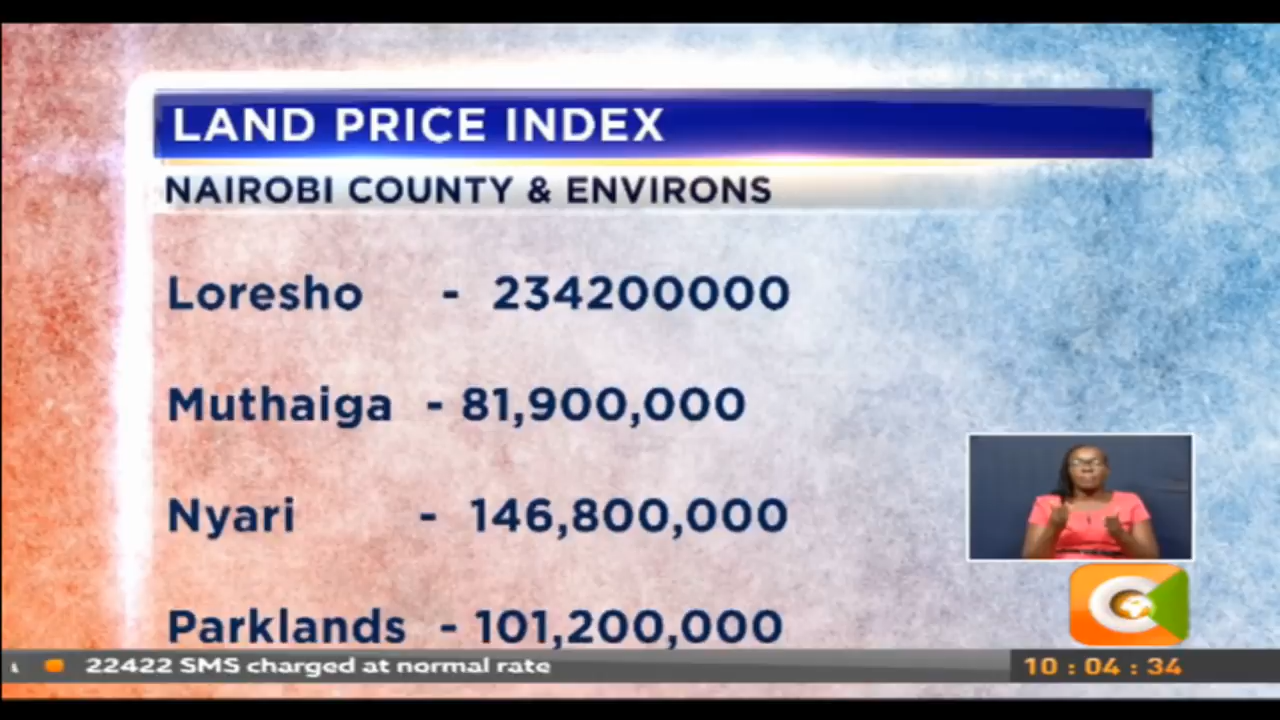 LAND PRICE INDEX
NAIROBI COUNTY & ENVIRONS
Loresho - 234200000
Muthaiga - 81,900,000
Nyari - 146,800,000
Parklands - 101,200,000
22422 SMS charged at normal rate
10 : 04 : 34